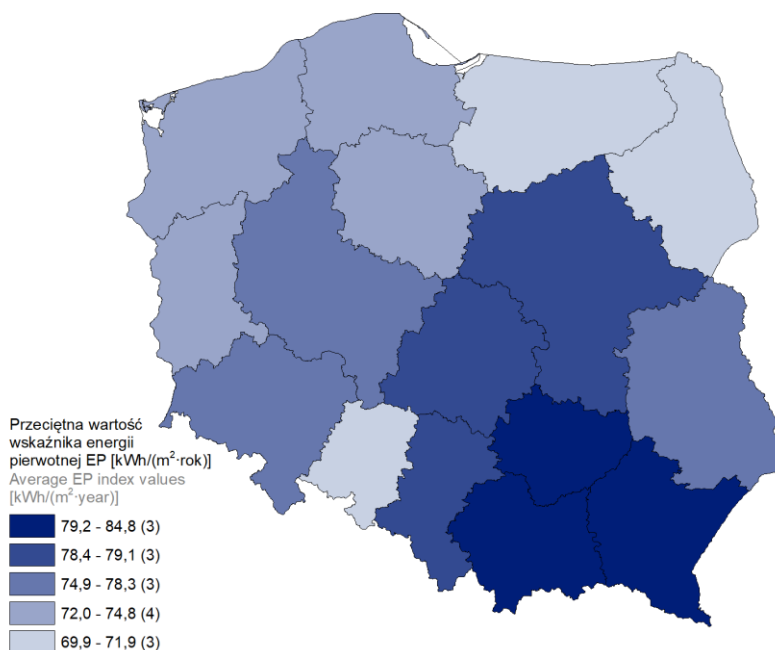 Przeciętna wartość
wskaźnika energii
pierwotnej EP [kWh/(m²·rok)]
Average EP index values
[kWh/(m²·year)]
79,2 - 84,8 (3)
78,4 - 79,1 (3)
74,9 - 78,3 (3)
72,0 - 74,8 (4)
69,9 - 71,9 (3)